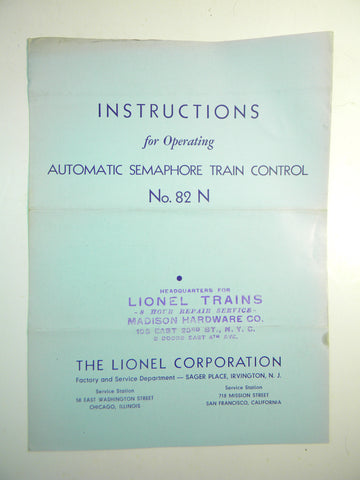 INSTRUCTIONS
for Operating
AUTOMATIC SEMAPHORE TRAIN CONTROL
No. 82 N
HEADQUARTERS FOR
LIONEL TRAINS
-8 HOUR REPAIR SERVICE-
MADISON HARDWARE CO.
105 EAST 23RD ST., N. Y. C.
2 DOORS EAST 4TH AVE.
THE LIONEL CORPORATION
Factory and Service Department — SAGER PLACE, IRVINGTON, N. J.
Service Station
58 EAST WASHINGTON STREET
CHICAGO, ILLINOIS
Service Station
718 MISSION STREET
SAN FRANCISCO, CALIFORNIA